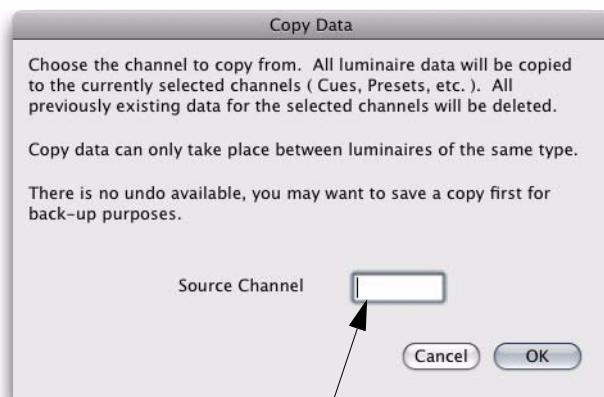 Copy Data
Choose the channel to copy from.  All luminaire data will be copied
to the currently selected channels ( Cues, Presets, etc. ).  All
previously existing data for the selected channels will be deleted.
Copy data can only take place between luminaires of the same type.
There is no undo available, you may want to save a copy first for
back-up purposes.
Source Channel
Cancel OK